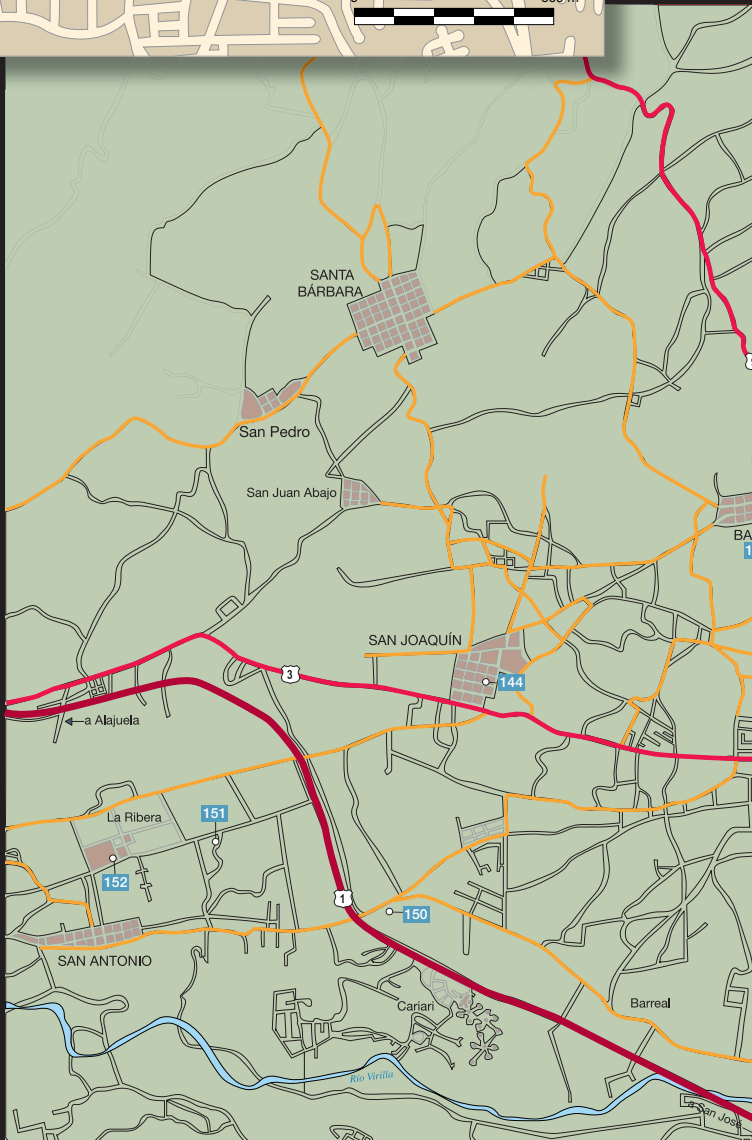 SANTA
BÁRBARA
San Pedro
San Juan Abajo
BA
SAN JOAQUÍN
3
144
a Alajuela
La Ribera
151
152
1
150
SAN ANTONIO
Cariari
Barreal
Río Virilla
a San José